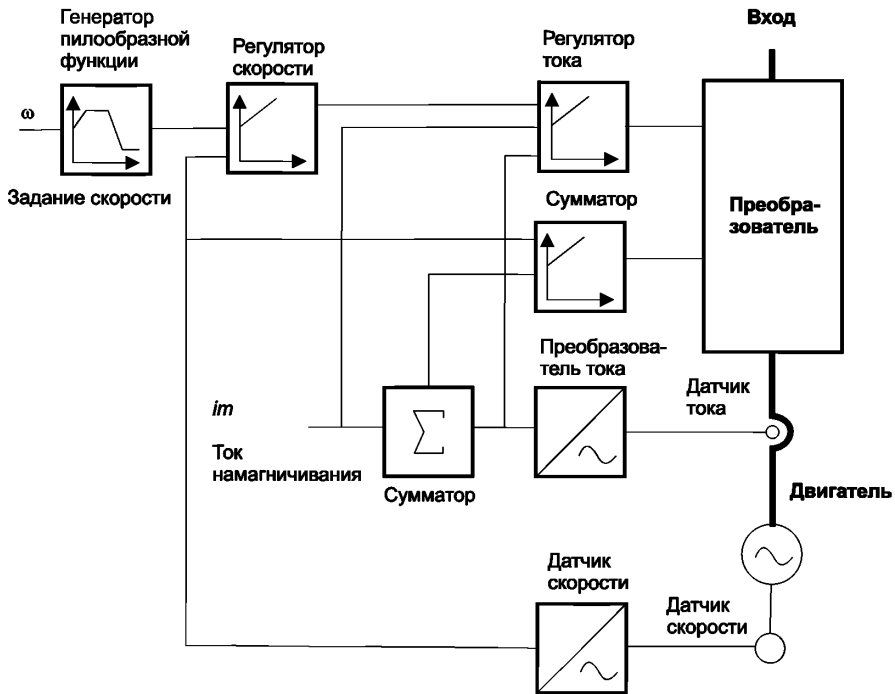 Генератор
пилообразной
функции
Регулятор
скорости
Регулятор
тока
Вход
ω
Задание скорости
Сумматор
Преобра-
зователь
Преобразова-
тель тока
Датчик
тока
im
Ток
намагничивания
Σ
Сумматор
Двигатель
Датчик
скорости
Датчик
скорости